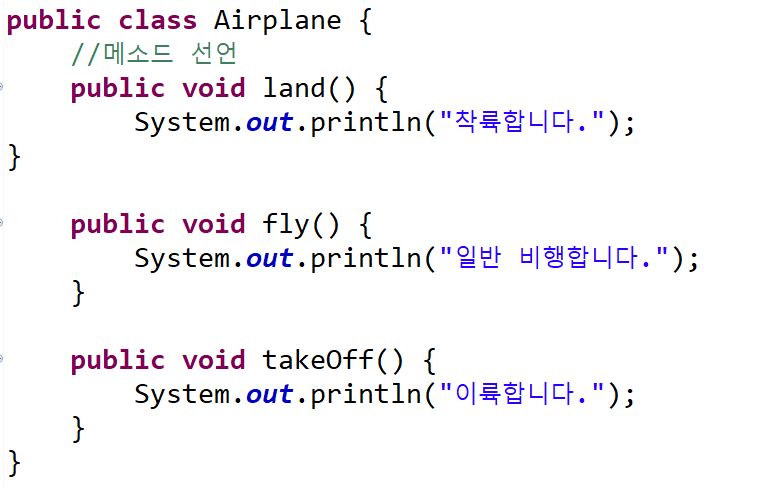 public class Airplane {
    //메소드 선언
    public void land() {
        System.out.println("착륙합니다.");
}

    public void fly() {
        System.out.println("일반 비행합니다.");
    }

    public void takeOff() {
        System.out.println("이륙합니다.");
    }
}